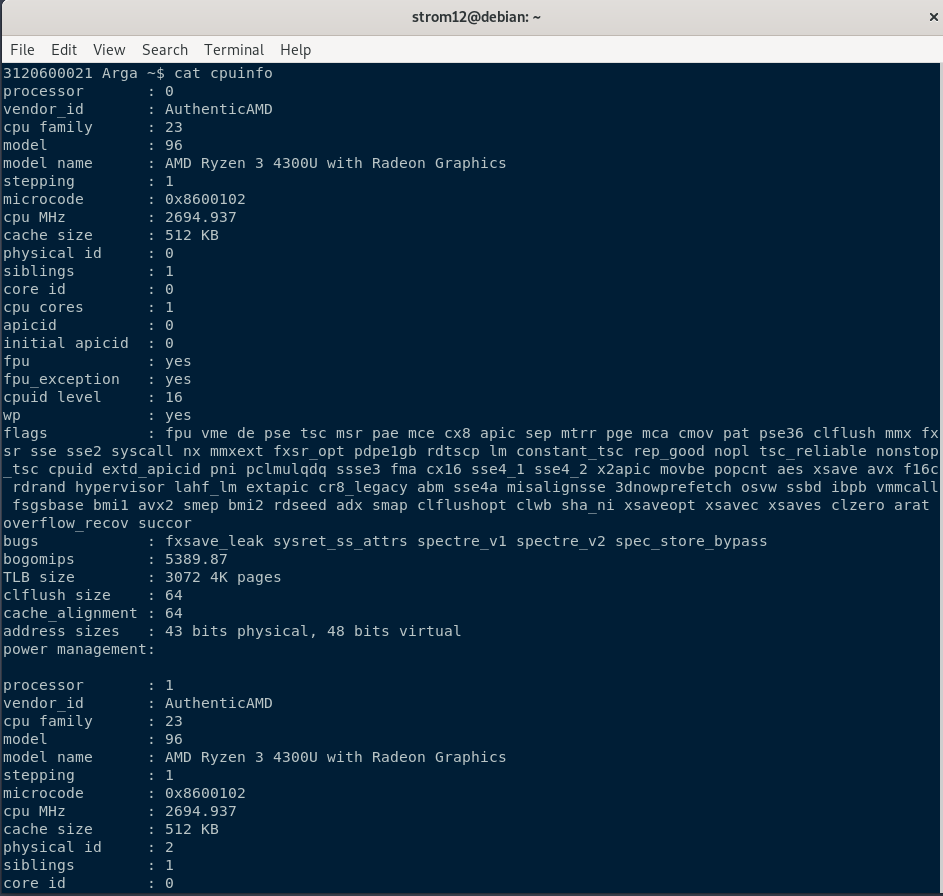 strom12@debian: ~
×
File Edit View Search Terminal Help
3120600021 Arga ~$ cat cpuinfo
processor : 0
vendor_id : AuthenticAMD
cpu family : 23
model : 96
model name : AMD Ryzen 3 4300U with Radeon Graphics
stepping : 1
microcode : 0x8600102
cpu MHz : 2694.937
cache size : 512 KB
physical id : 0
siblings : 1
core id : 0
cpu cores : 1
apicid : 0
initial apicid : 0
fpu : yes
fpu_exception : yes
cpuid level : 16
wp : yes
flags : fpu vme de pse tsc msr pae mce cx8 apic sep mtrr pge mca cmov pat pse36 clflush mmx fx
sr sse sse2 syscall nx mmxext fxsr_opt pdpe1gb rdtscp lm constant_tsc rep_good nopl tsc_reliable nonstop
_tsc cpuid extd_apicid pni pclmulqdq ssse3 fma cx16 sse4_1 sse4_2 x2apic movbe popcnt aes xsave avx f16c
rdrand hypervisor lahf_lm extapic cr8_legacy abm sse4a misalignsse 3dnowprefetch osvw ssbd ibpb vmmcall
fsgsbase bmi1 avx2 smep bmi2 rdseed adx smap clflushopt clwb sha_ni xsaveopt xsavec xsaves clzero arat
overflow_recov succor
bugs : fxsave_leak sysret_ss_attrs spectre_v1 spectre_v2 spec_store_bypass
bogomips : 5389.87
TLB size : 3072 4K pages
clflush size : 64
cache_alignment : 64
address sizes : 43 bits physical, 48 bits virtual
power management:
processor : 1
vendor_id : AuthenticAMD
cpu family : 23
model : 96
model name : AMD Ryzen 3 4300U with Radeon Graphics
stepping : 1
microcode : 0x8600102
cpu MHz : 2694.937
cache size : 512 KB
physical id : 2
siblings : 1
core id : 0